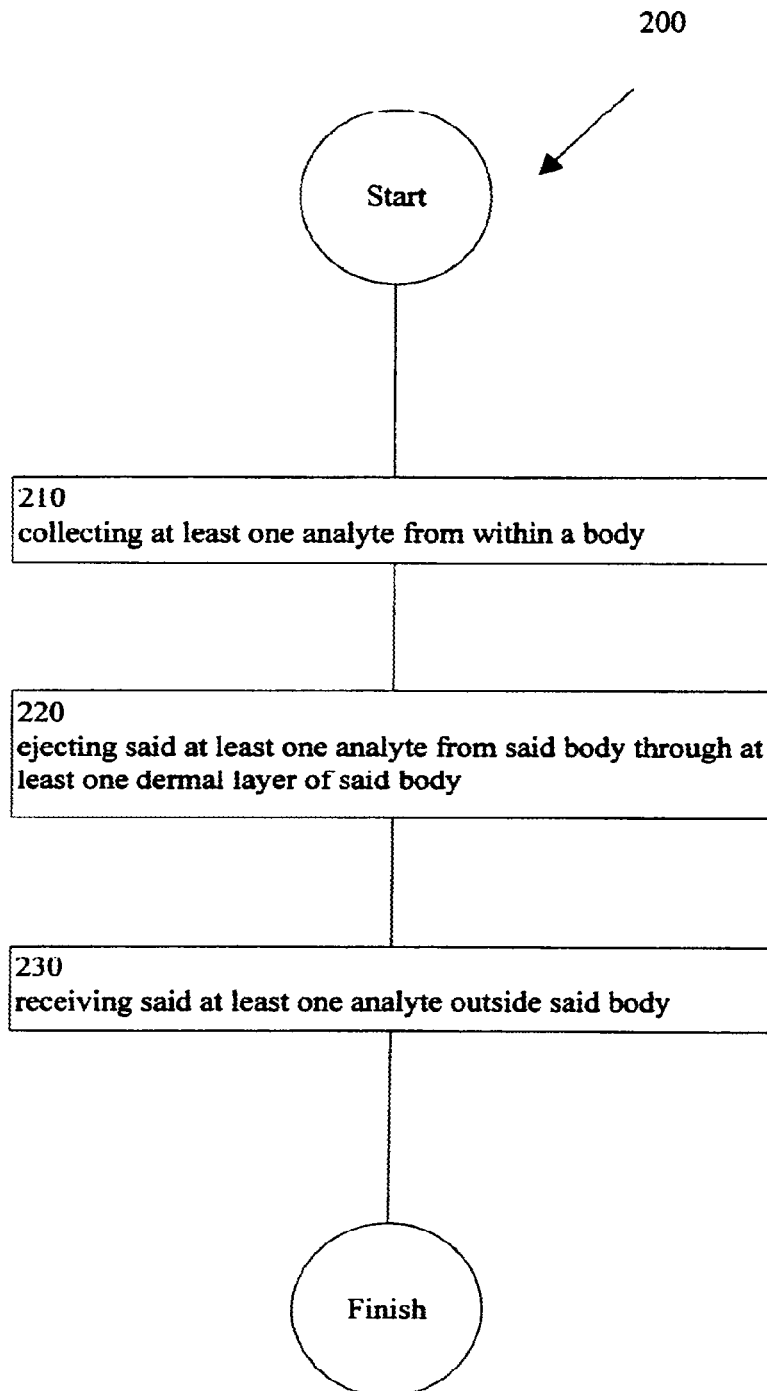 200
Start
210
collecting at least one analyte from within a body
220
ejecting said at least one analyte from said body through at
least one dermal layer of said body
230
receiving said at least one analyte outside said body
Finish